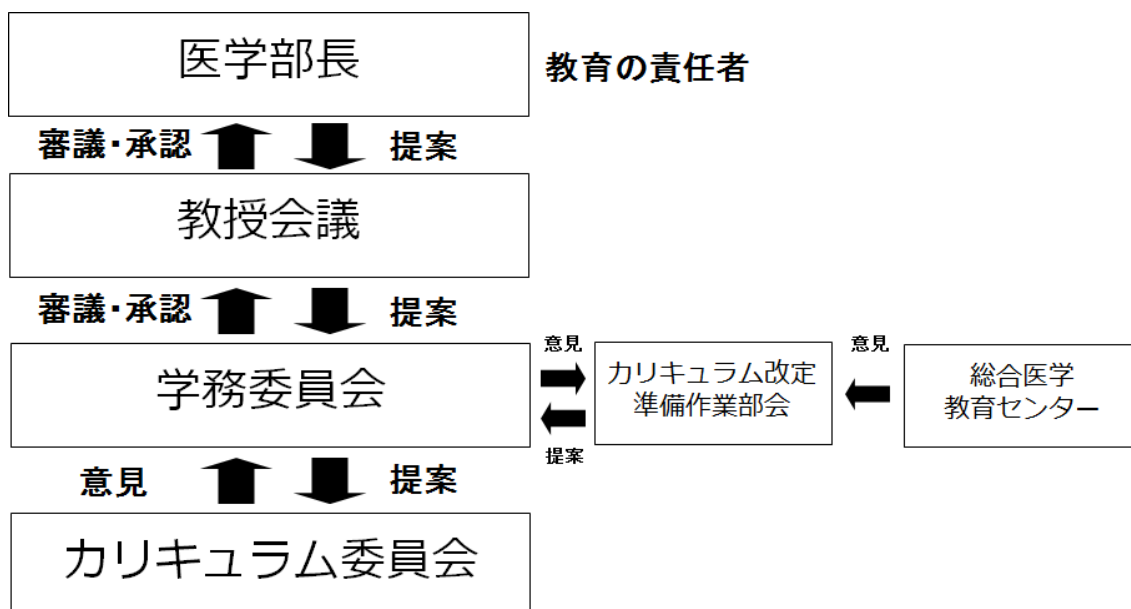 医学部長
教育の責任者
審議・承認
提案
教授会議
審議・承認
提案
学務委員会
意見
提案
カリキュラム改定
準備作業部会
意見
総合医学
教育センター
意見
提案
カリキュラム委員会